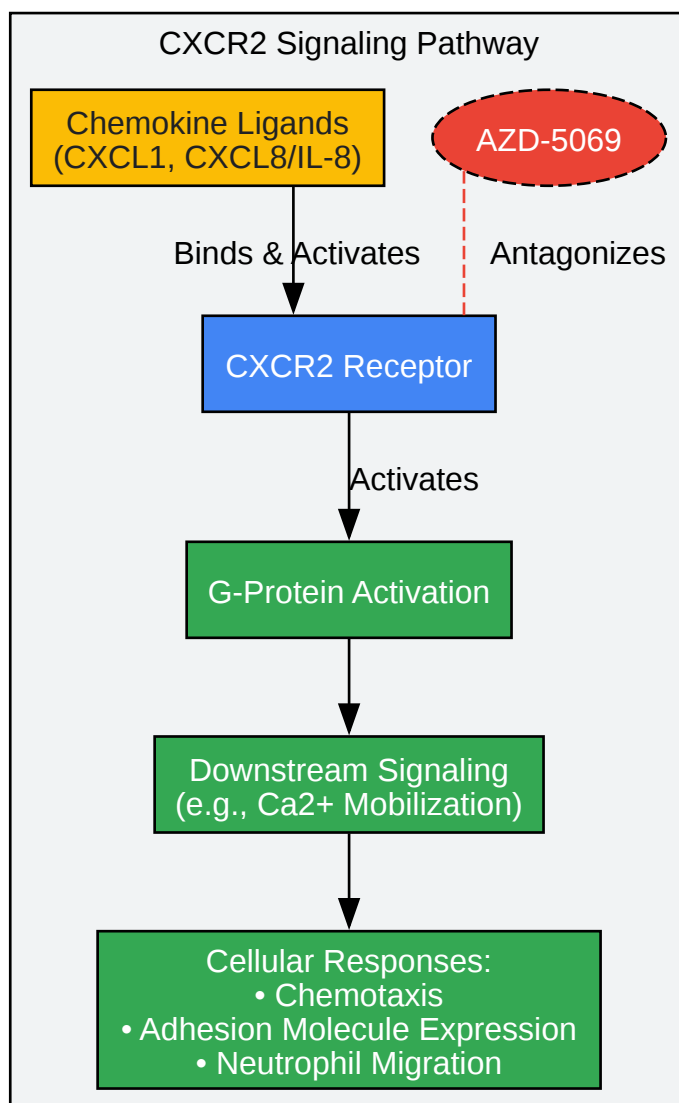 CXCR2 Signaling Pathway
Chemokine Ligands
(CXCL1, CXCL8/IL-8)
AZD-5069
Binds & Activates
Antagonizes
CXCR2 Receptor
Activates
G-Protein Activation
Downstream Signaling
(e.g., Ca2+ Mobilization)
Cellular Responses:
• Chemotaxis
• Adhesion Molecule Expression
• Neutrophil Migration